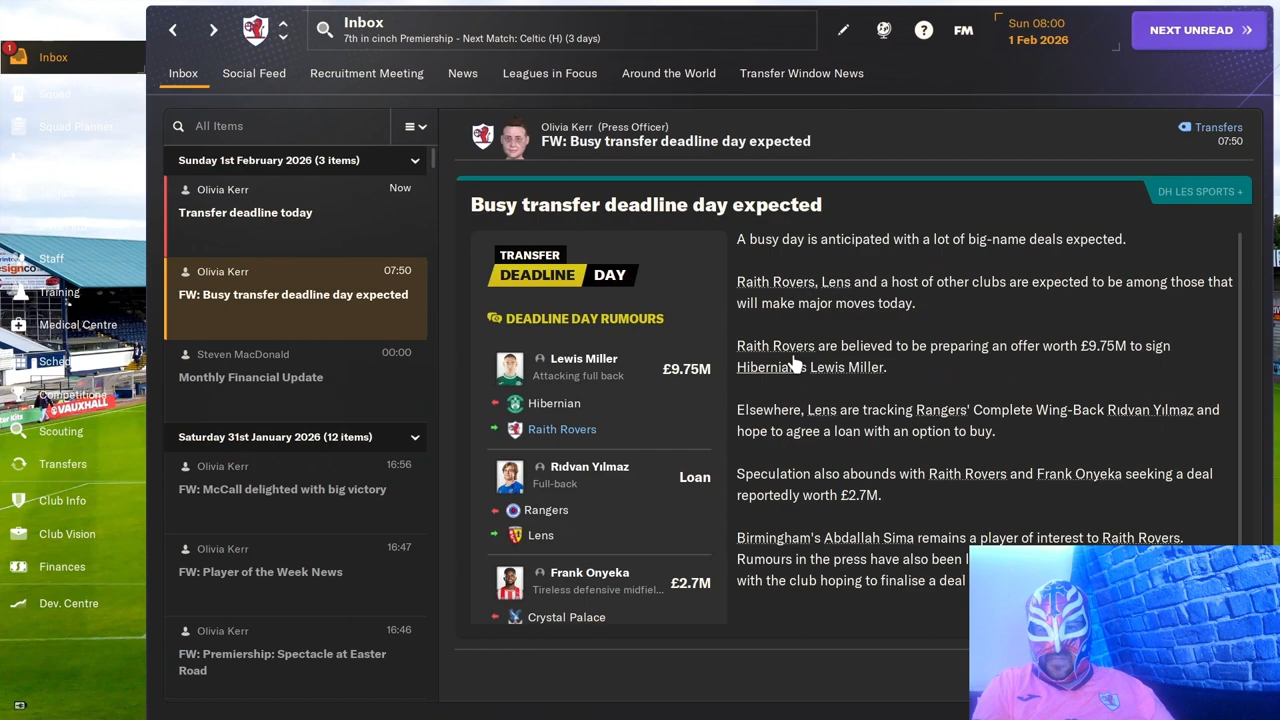 Inbox
7th in cinch Premiership - Next Match: Celtic (H) (3 days)
FM
Sun 08:00
1 Feb 2026
NEXT UNREAD
1
Inbox
Squad
Squad Planner
Staff
Training
Medical Centre
Sched
Competitions
VAUXHALL
Scouting
Transfers
Club Info
Club Vision
Finances
Dev. Centre
Inbox
Social Feed
Recruitment Meeting
News
Leagues in Focus
Around the World
Transfer Window News
All Items
Sunday 1st February 2026 (3 items)
Olivia Kerr
Now
Transfer deadline today
Olivia Kerr
07:50
FW: Busy transfer deadline day expected
Steven MacDonald
00:00
Monthly Financial Update
Saturday 31st January 2026 (12 items)
Olivia Kerr
16:56
FW: McCall delighted with big victory
Olivia Kerr
16:47
FW: Player of the Week News
Olivia Kerr
16:46
FW: Premiership: Spectacle at Easter
Road
Olivia Kerr (Press Officer)
FW: Busy transfer deadline day expected
Transfers
07:50
DH LES SPORTS +
Busy transfer deadline day expected
TRANSFER
DEADLINE DAY
DEADLINE DAY RUMOURS
Lewis Miller
Attacking full back
£9.75M
Hibernian
Raith Rovers
Rıdvan Yılmaz
Full-back
Loan
Rangers
Lens
Frank Onyeka
Tireless defensive midfiel...
£2.7M
Crystal Palace
A busy day is anticipated with a lot of big-name deals expected.
Raith Rovers, Lens and a host of other clubs are expected to be among those that
will make major moves today.
Raith Rovers are believed to be preparing an offer worth £9.75M to sign
Hibernian's Lewis Miller.
Elsewhere, Lens are tracking Rangers' Complete Wing-Back Rıdvan Yılmaz and
hope to agree a loan with an option to buy.
Speculation also abounds with Raith Rovers and Frank Onyeka seeking a deal
reportedly worth £2.7M.
Birmingham's Abdallah Sima remains a player of interest to Raith Rovers.
Rumours in the press have also been
with the club hoping to finalise a deal